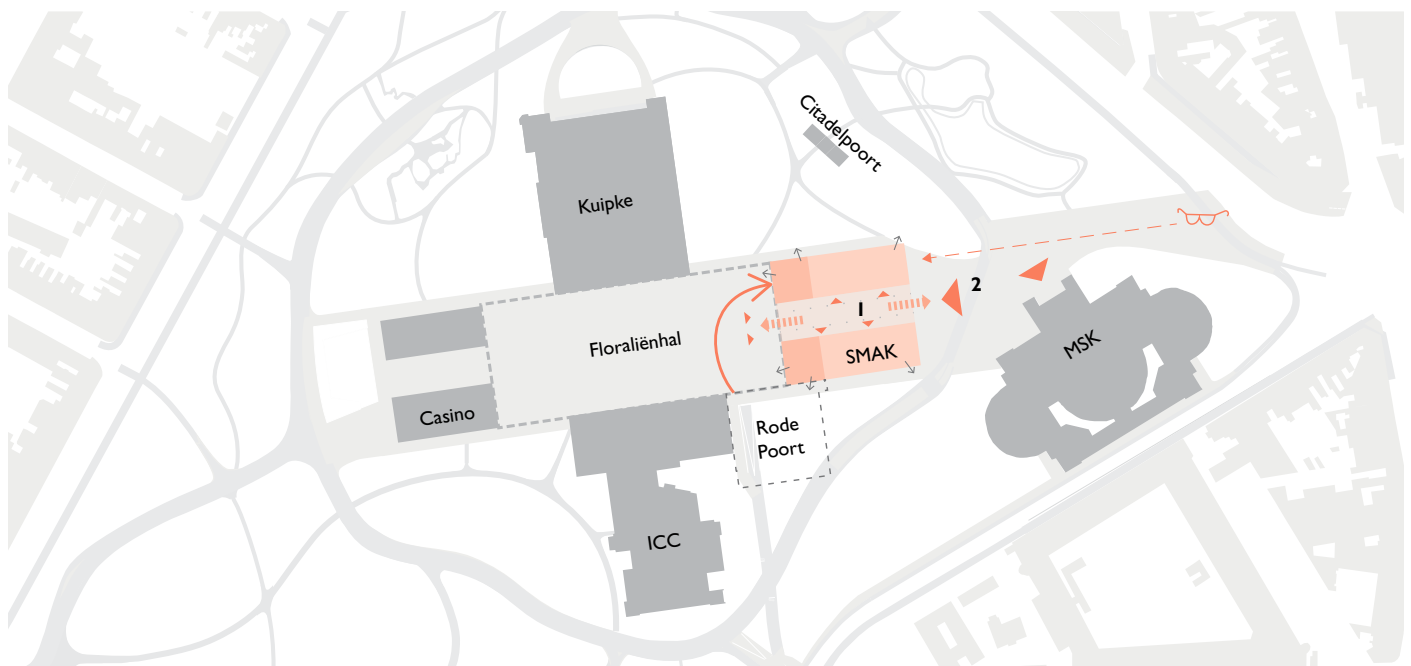 Citadelpoort
Kuipke
2
1
Floraliënhal
SMAK
MSK
Casino
Rode
Poort
ICC